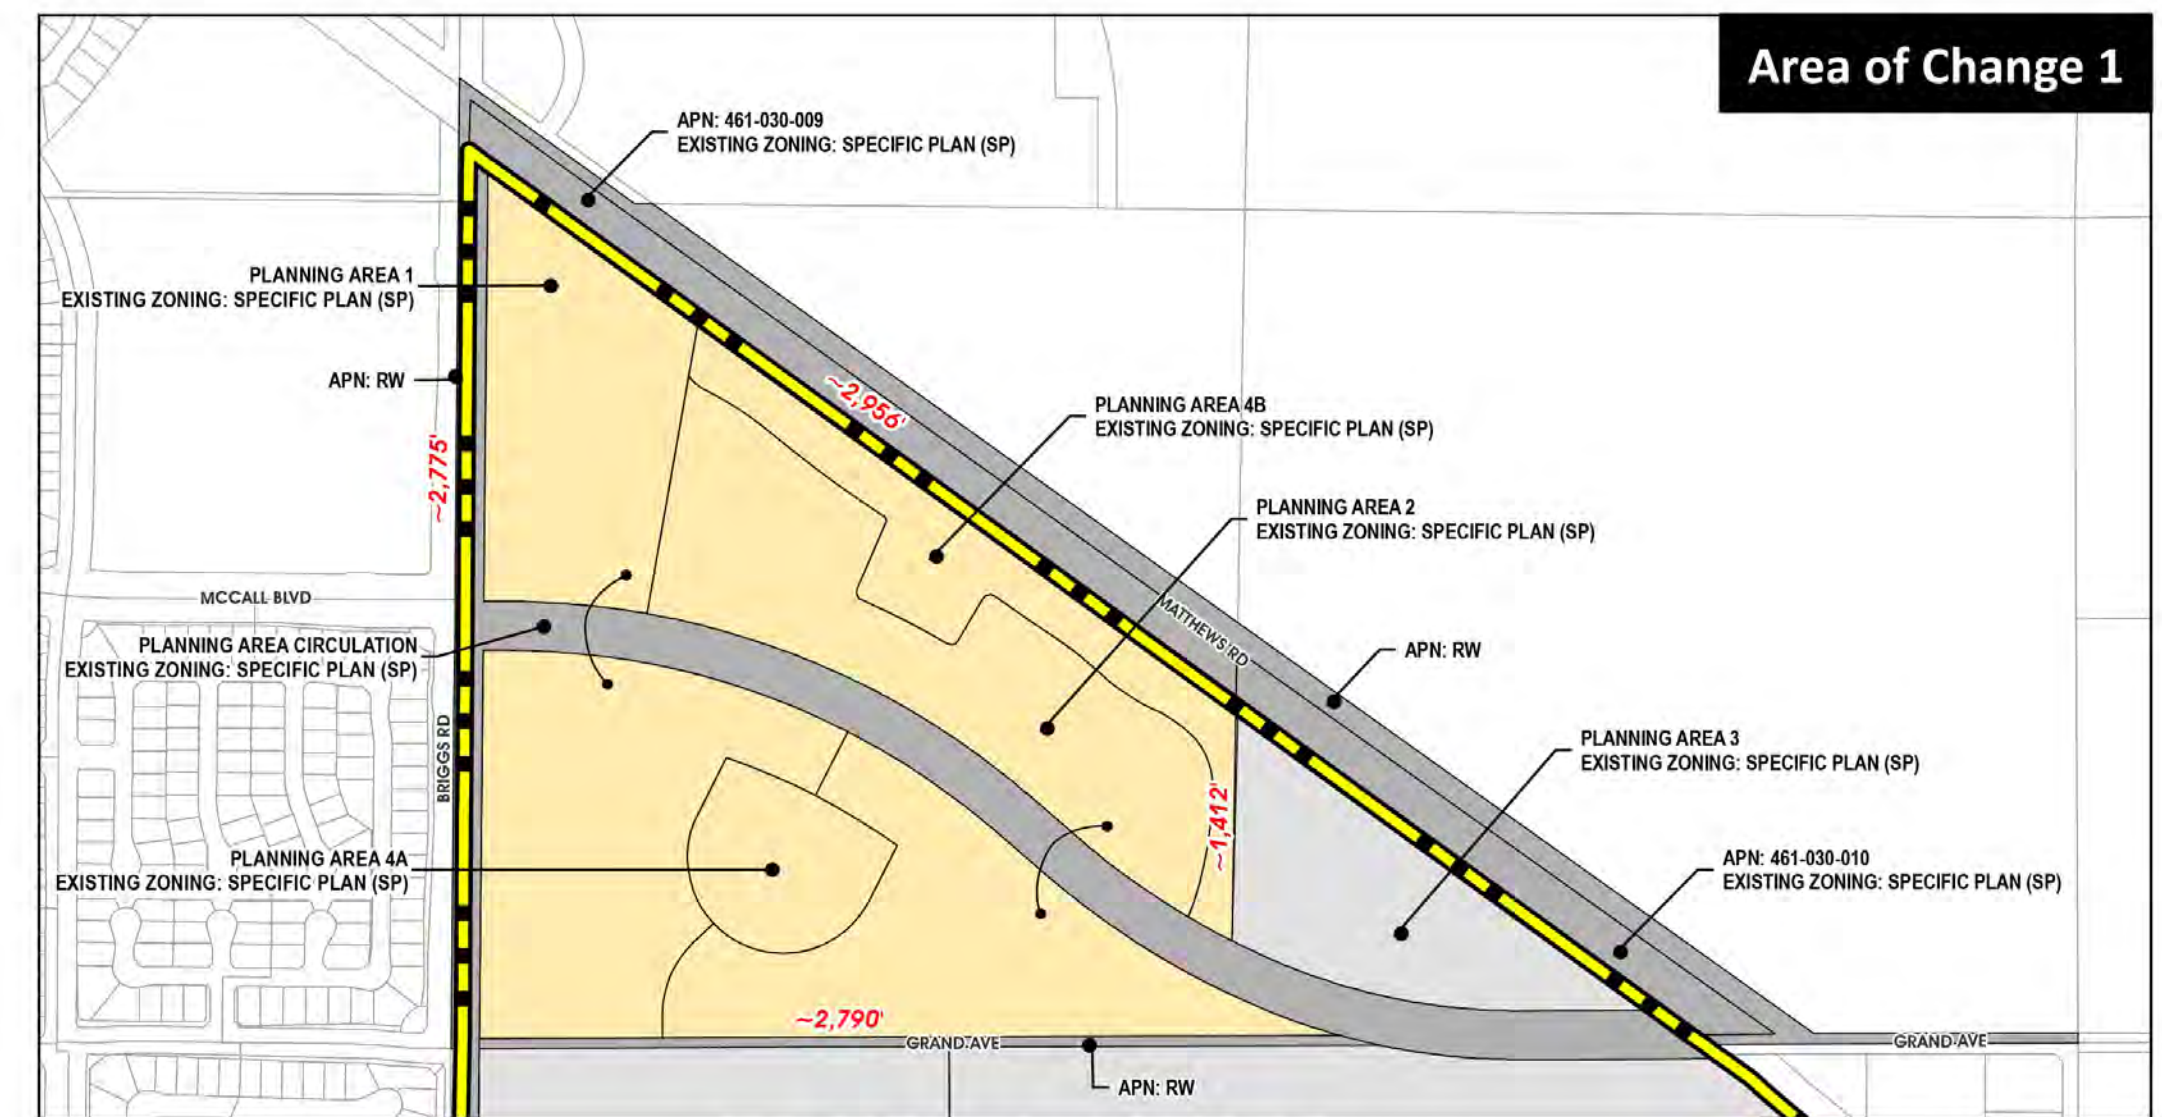 Area of Change 1
APN: 461-030-009
EXISTING ZONING: SPECIFIC PLAN (SP)
PLANNING AREA 1
EXISTING ZONING: SPECIFIC PLAN (SP)
APN: RW
~2,956'
PLANNING AREA 4B
EXISTING ZONING: SPECIFIC PLAN (SP)
~2,775'
PLANNING AREA 2
EXISTING ZONING: SPECIFIC PLAN (SP)
MCCALL BLVD
MATTHEWS RD
PLANNING AREA CIRCULATION
EXISTING ZONING: SPECIFIC PLAN (SP)
APN: RW
BRIGGS RD
PLANNING AREA 3
EXISTING ZONING: SPECIFIC PLAN (SP)
~1,412'
PLANNING AREA 4A
EXISTING ZONING: SPECIFIC PLAN (SP)
APN: 461-030-010
EXISTING ZONING: SPECIFIC PLAN (SP)
~2,790'
GRAND AVE
GRAND AVE
APN: RW